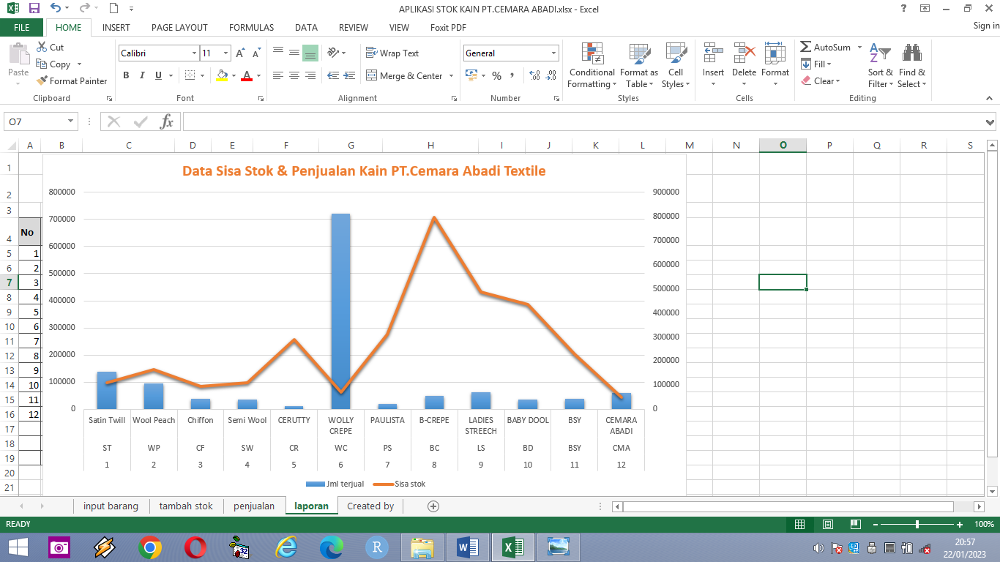 APLIKASI STOK KAIN PT.CEMARA ABADI.xlsx - Excel
?
Sign in
FILE HOME INSERT PAGE LAYOUT FORMULAS DATA REVIEW VIEW Foxit PDF
Paste
Cut
Copy
Format Painter
Clipboard
Calibri 11
B I U
Font
Wrap Text
Merge & Center
Alignment
General
%
Number
Conditional Formatting
Format as Table
Cell Styles
Styles
Insert Delete Format
Cells
AutoSum
Fill
Clear
Sort & Filter
Find & Select
Editing
O7
fx
A B C D E F G H I J K L M N O P Q R S
1
2
3
4 No
5 1
6 2
7 3
8 4
9 5
10 6
11 7
12 8
13 9
14 10
15 11
16 12
17
18
19
20
21
Data Sisa Stok & Penjualan Kain PT.Cemara Abadi Textile
800000
700000
600000
500000
400000
300000
200000
100000
0
900000
800000
700000
600000
500000
400000
300000
200000
100000
0
Satin Twill Wool Peach Chiffon Semi Wool CERUTTY WOLLY CREPE PAULISTA B-CREPE LADIES STREECH BABY DOOL BSY CEMARA ABADI
ST WP CF SW CR WC PS BC LS BD BSY CMA
1 2 3 4 5 6 7 8 9 10 11 12
Jml terjual Sisa stok
input barang tambah stok penjualan laporan Created by
READY
100%
R
20:57
22/01/2023